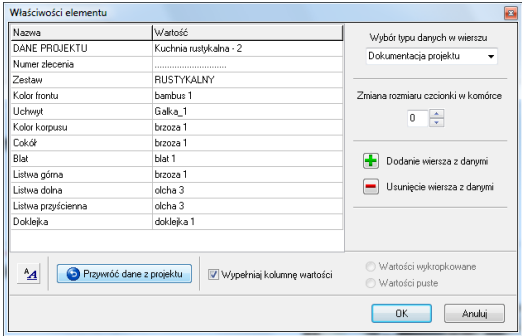 Właściwości elementu
Nazwa Wartość
DANE PROJEKTU Kuchnia rustykalna - 2
Numer zlecenia ............................
Zestaw RUSTYKALNY
Kolor frontu bambus 1
Uchwyt Galka_1
Kolor korpusu brzoza 1
Cokół brzoza 1
Blat blat 1
Listwa górna brzoza 1
Listwa dolna olcha 3
Listwa przyścienna olcha 3
Doklejka doklejka 1
Wybór typu danych w wierszu
Dokumentacja projektu
Zmiana rozmiaru czcionki w komórce
0
Dodanie wiersza z danymi
Usunięcie wiersza z danymi
AA
Przywróć dane z projektu
Wypełniaj kolumnę wartości
Wartości wykropkowane
Wartości puste
OK
Anuluj